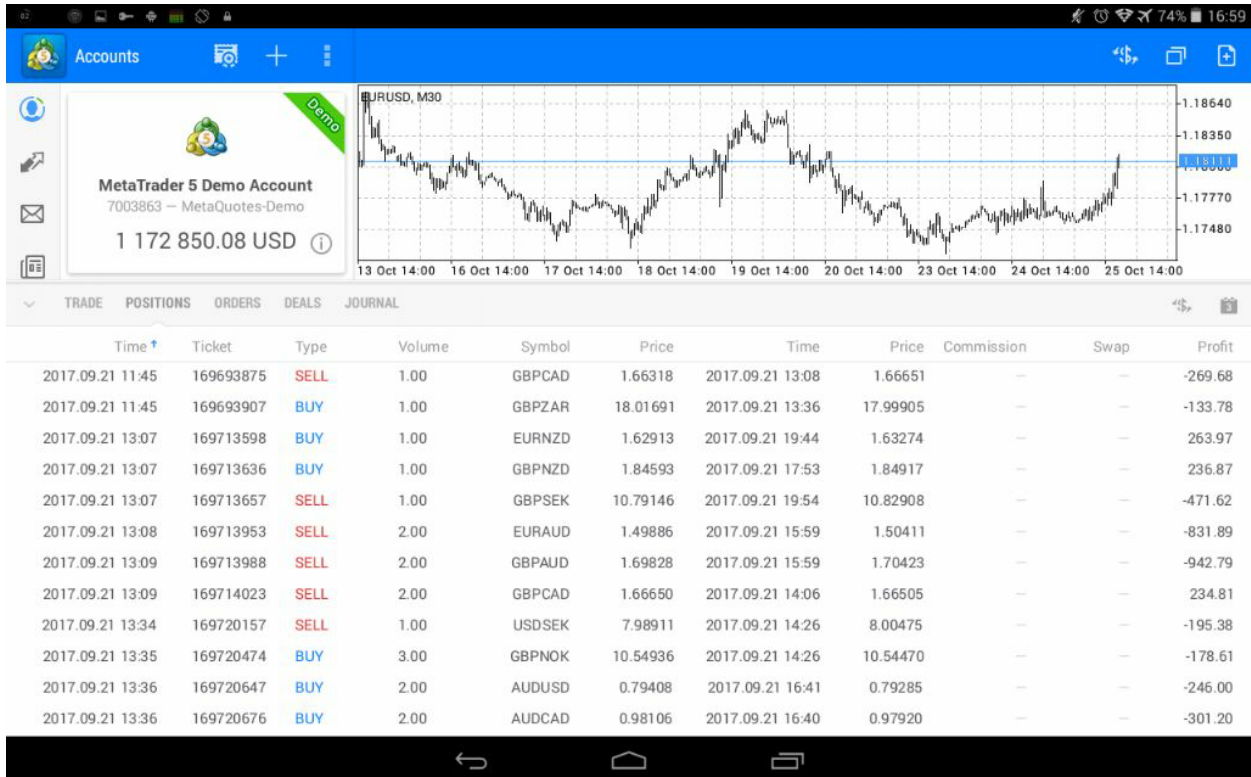 74% 16:59
Accounts
Demo
MetaTrader 5 Demo Account
7003863 — MetaQuotes-Demo
1 172 850.08 USD
EURUSD, M30
1.18640
1.18350
1.18111
1.17770
1.17480
13 Oct 14:00 16 Oct 14:00 17 Oct 14:00 18 Oct 14:00 19 Oct 14:00 20 Oct 14:00 23 Oct 14:00 24 Oct 14:00 25 Oct 14:00
TRADE POSITIONS ORDERS DEALS JOURNAL
Time Ticket Type Volume Symbol Price Time Price Commission Swap Profit
2017.09.21 11:45 169693875 SELL 1.00 GBPCAD 1.66318 2017.09.21 13:08 1.66651 — — -269.68
2017.09.21 11:45 169693907 BUY 1.00 GBPZAR 18.01691 2017.09.21 13:36 17.99905 — — -133.78
2017.09.21 13:07 169713598 BUY 1.00 EURNZD 1.62913 2017.09.21 19:44 1.63274 — — 263.97
2017.09.21 13:07 169713636 BUY 1.00 GBPNZD 1.84593 2017.09.21 17:53 1.84917 — — 236.87
2017.09.21 13:07 169713657 SELL 1.00 GBPSEK 10.79146 2017.09.21 19:54 10.82908 — — -471.62
2017.09.21 13:08 169713953 SELL 2.00 EURAUD 1.49886 2017.09.21 15:59 1.50411 — — -831.89
2017.09.21 13:09 169713988 SELL 2.00 GBPAUD 1.69828 2017.09.21 15:59 1.70423 — — -942.79
2017.09.21 13:09 169714023 SELL 2.00 GBPCAD 1.66650 2017.09.21 14:06 1.66505 — — 234.81
2017.09.21 13:34 169720157 SELL 1.00 USDSEK 7.98911 2017.09.21 14:26 8.00475 — — -195.38
2017.09.21 13:35 169720474 BUY 3.00 GBPNOK 10.54936 2017.09.21 14:26 10.54470 — — -178.61
2017.09.21 13:36 169720647 BUY 2.00 AUDUSD 0.79408 2017.09.21 16:41 0.79285 — — -246.00
2017.09.21 13:36 169720676 BUY 2.00 AUDCAD 0.98106 2017.09.21 16:40 0.97920 — — -301.20